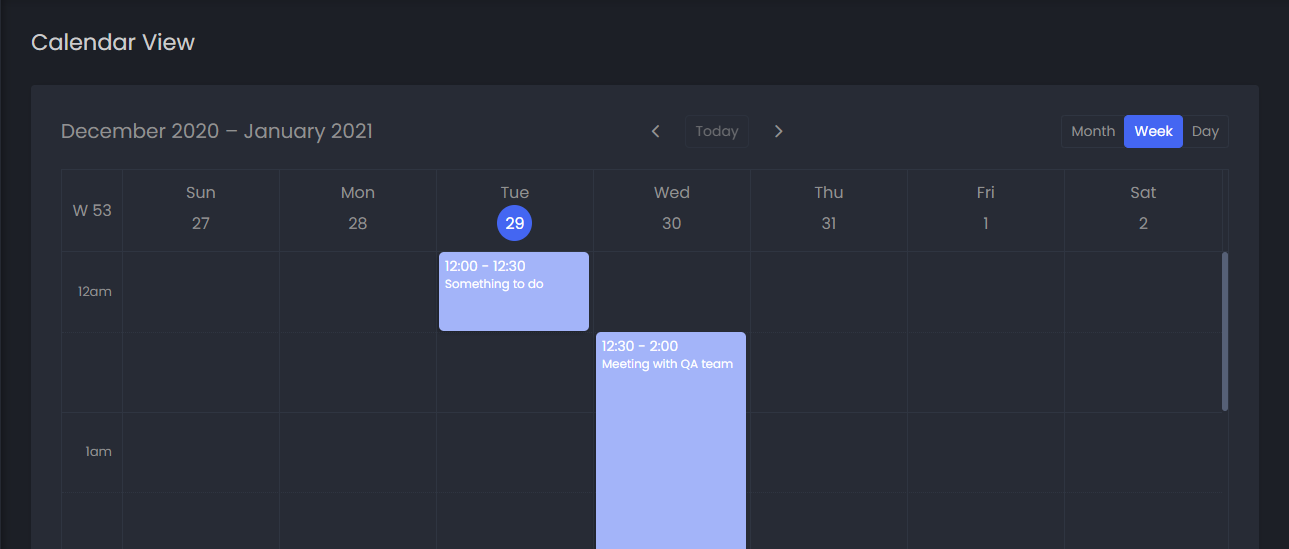 Calendar View
December 2020 – January 2021
Today
Month Week Day
W 53
Sun Mon Tue Wed Thu Fri Sat
27 28 29 30 31 1 2
12am
12:00 - 12:30
Something to do
12:30 - 2:00
Meeting with QA team
1am